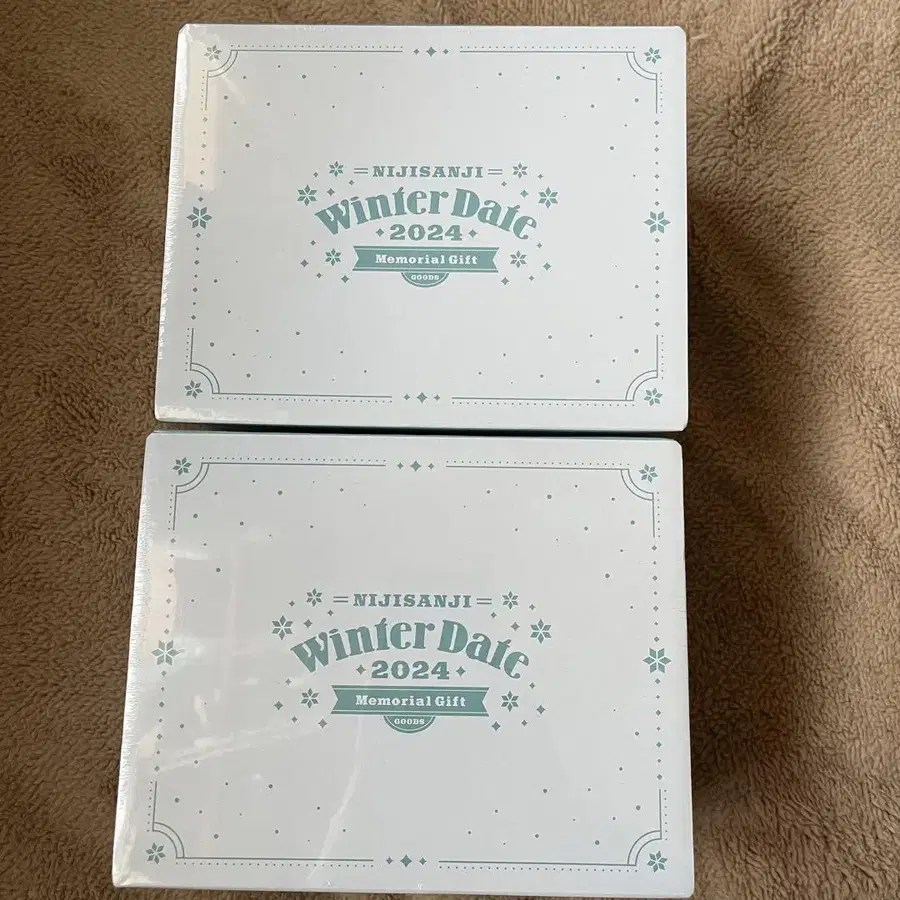 NIJISANJI
Winter Date
2024
Memorial Gift
GOODS
NIJISANJI
Winter Date
2024
Memorial Gift
GOODS